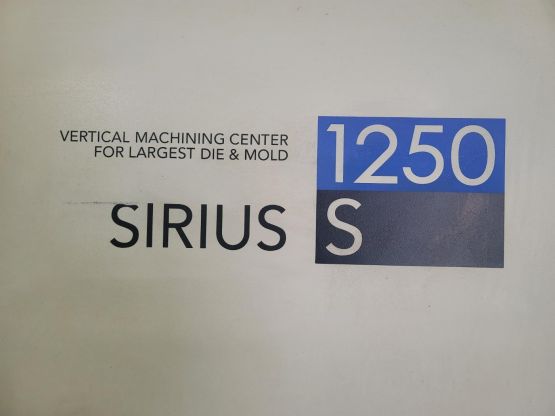 VERTICAL MACHINING CENTER
FOR LARGEST DIE & MOLD
SIRIUS
1250
S